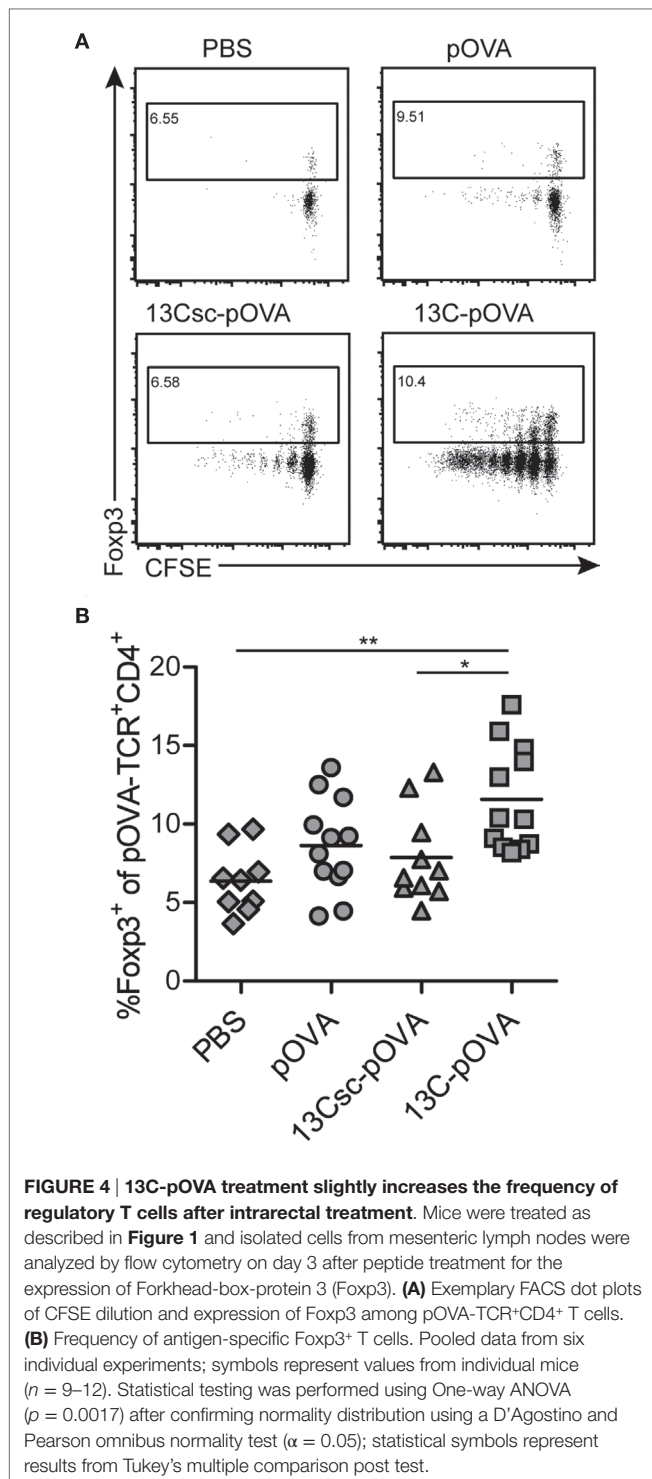 A
PBS
pOVA
6.55
9.51
13Csc-pOVA
13C-pOVA
6.58
10.4
Foxp3
CFSE
B
%Foxp3⁺ of pOVA-TCR⁺CD4⁺
**
*
20
15
10
5
0
PBS
pOVA
13Csc-pOVA
13C-pOVA
FIGURE 4 | 13C-pOVA treatment slightly increases the frequency of
regulatory T cells after intrarectal treatment. Mice were treated as
described in Figure 1 and isolated cells from mesenteric lymph nodes were
analyzed by flow cytometry on day 3 after peptide treatment for the
expression of Forkhead-box-protein 3 (Foxp3). (A) Exemplary FACS dot plots
of CFSE dilution and expression of Foxp3 among pOVA-TCR⁺CD4⁺ T cells.
(B) Frequency of antigen-specific Foxp3⁺ T cells. Pooled data from six
individual experiments; symbols represent values from individual mice
(n = 9–12). Statistical testing was performed using One-way ANOVA
(p = 0.0017) after confirming normality distribution using a D'Agostino and
Pearson omnibus normality test (α = 0.05); statistical symbols represent
results from Tukey's multiple comparison post test.